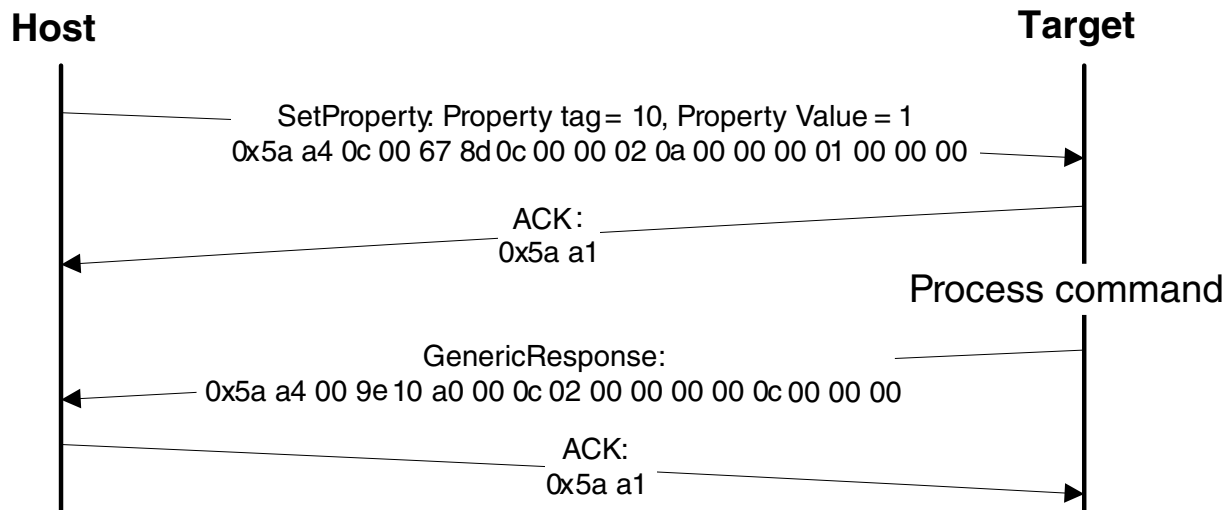 Host
Target
SetProperty: Property tag = 10, Property Value = 1
0x5a a4 0c 00 67 8d 0c 00 00 02 0a 00 00 00 01 00 00 00
ACK:
0x5a a1
Process command
GenericResponse:
0x5a a4 00 9e 10 a0 00 0c 02 00 00 00 00 0c 00 00 00
ACK:
0x5a a1